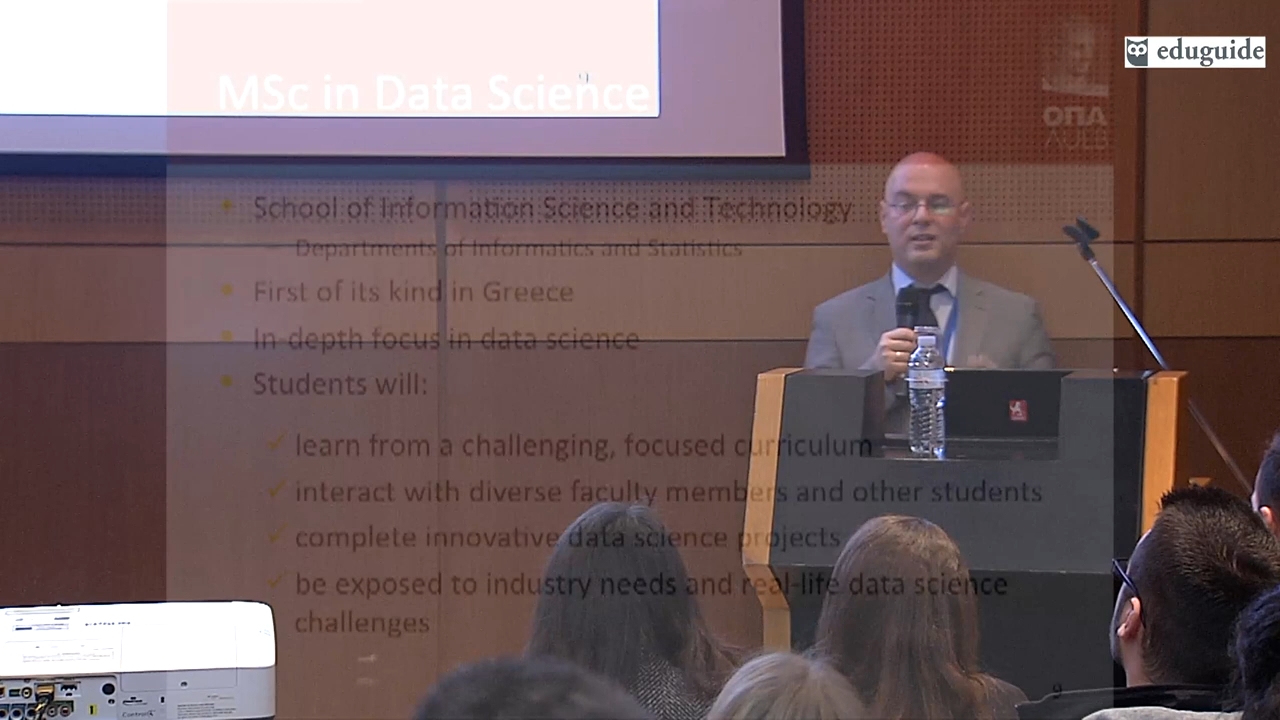 eduguide
9
MSc in Data Science
ΟΠΑ
AUEB
School of Information Science and Technology
Departments of Informatics and Statistics
First of its kind in Greece
In-depth focus in data science
Students will:
learn from a challenging, focused curriculum
interact with diverse faculty members and other students
complete innovative data science projects
be exposed to industry needs and real-life data science
challenges
9